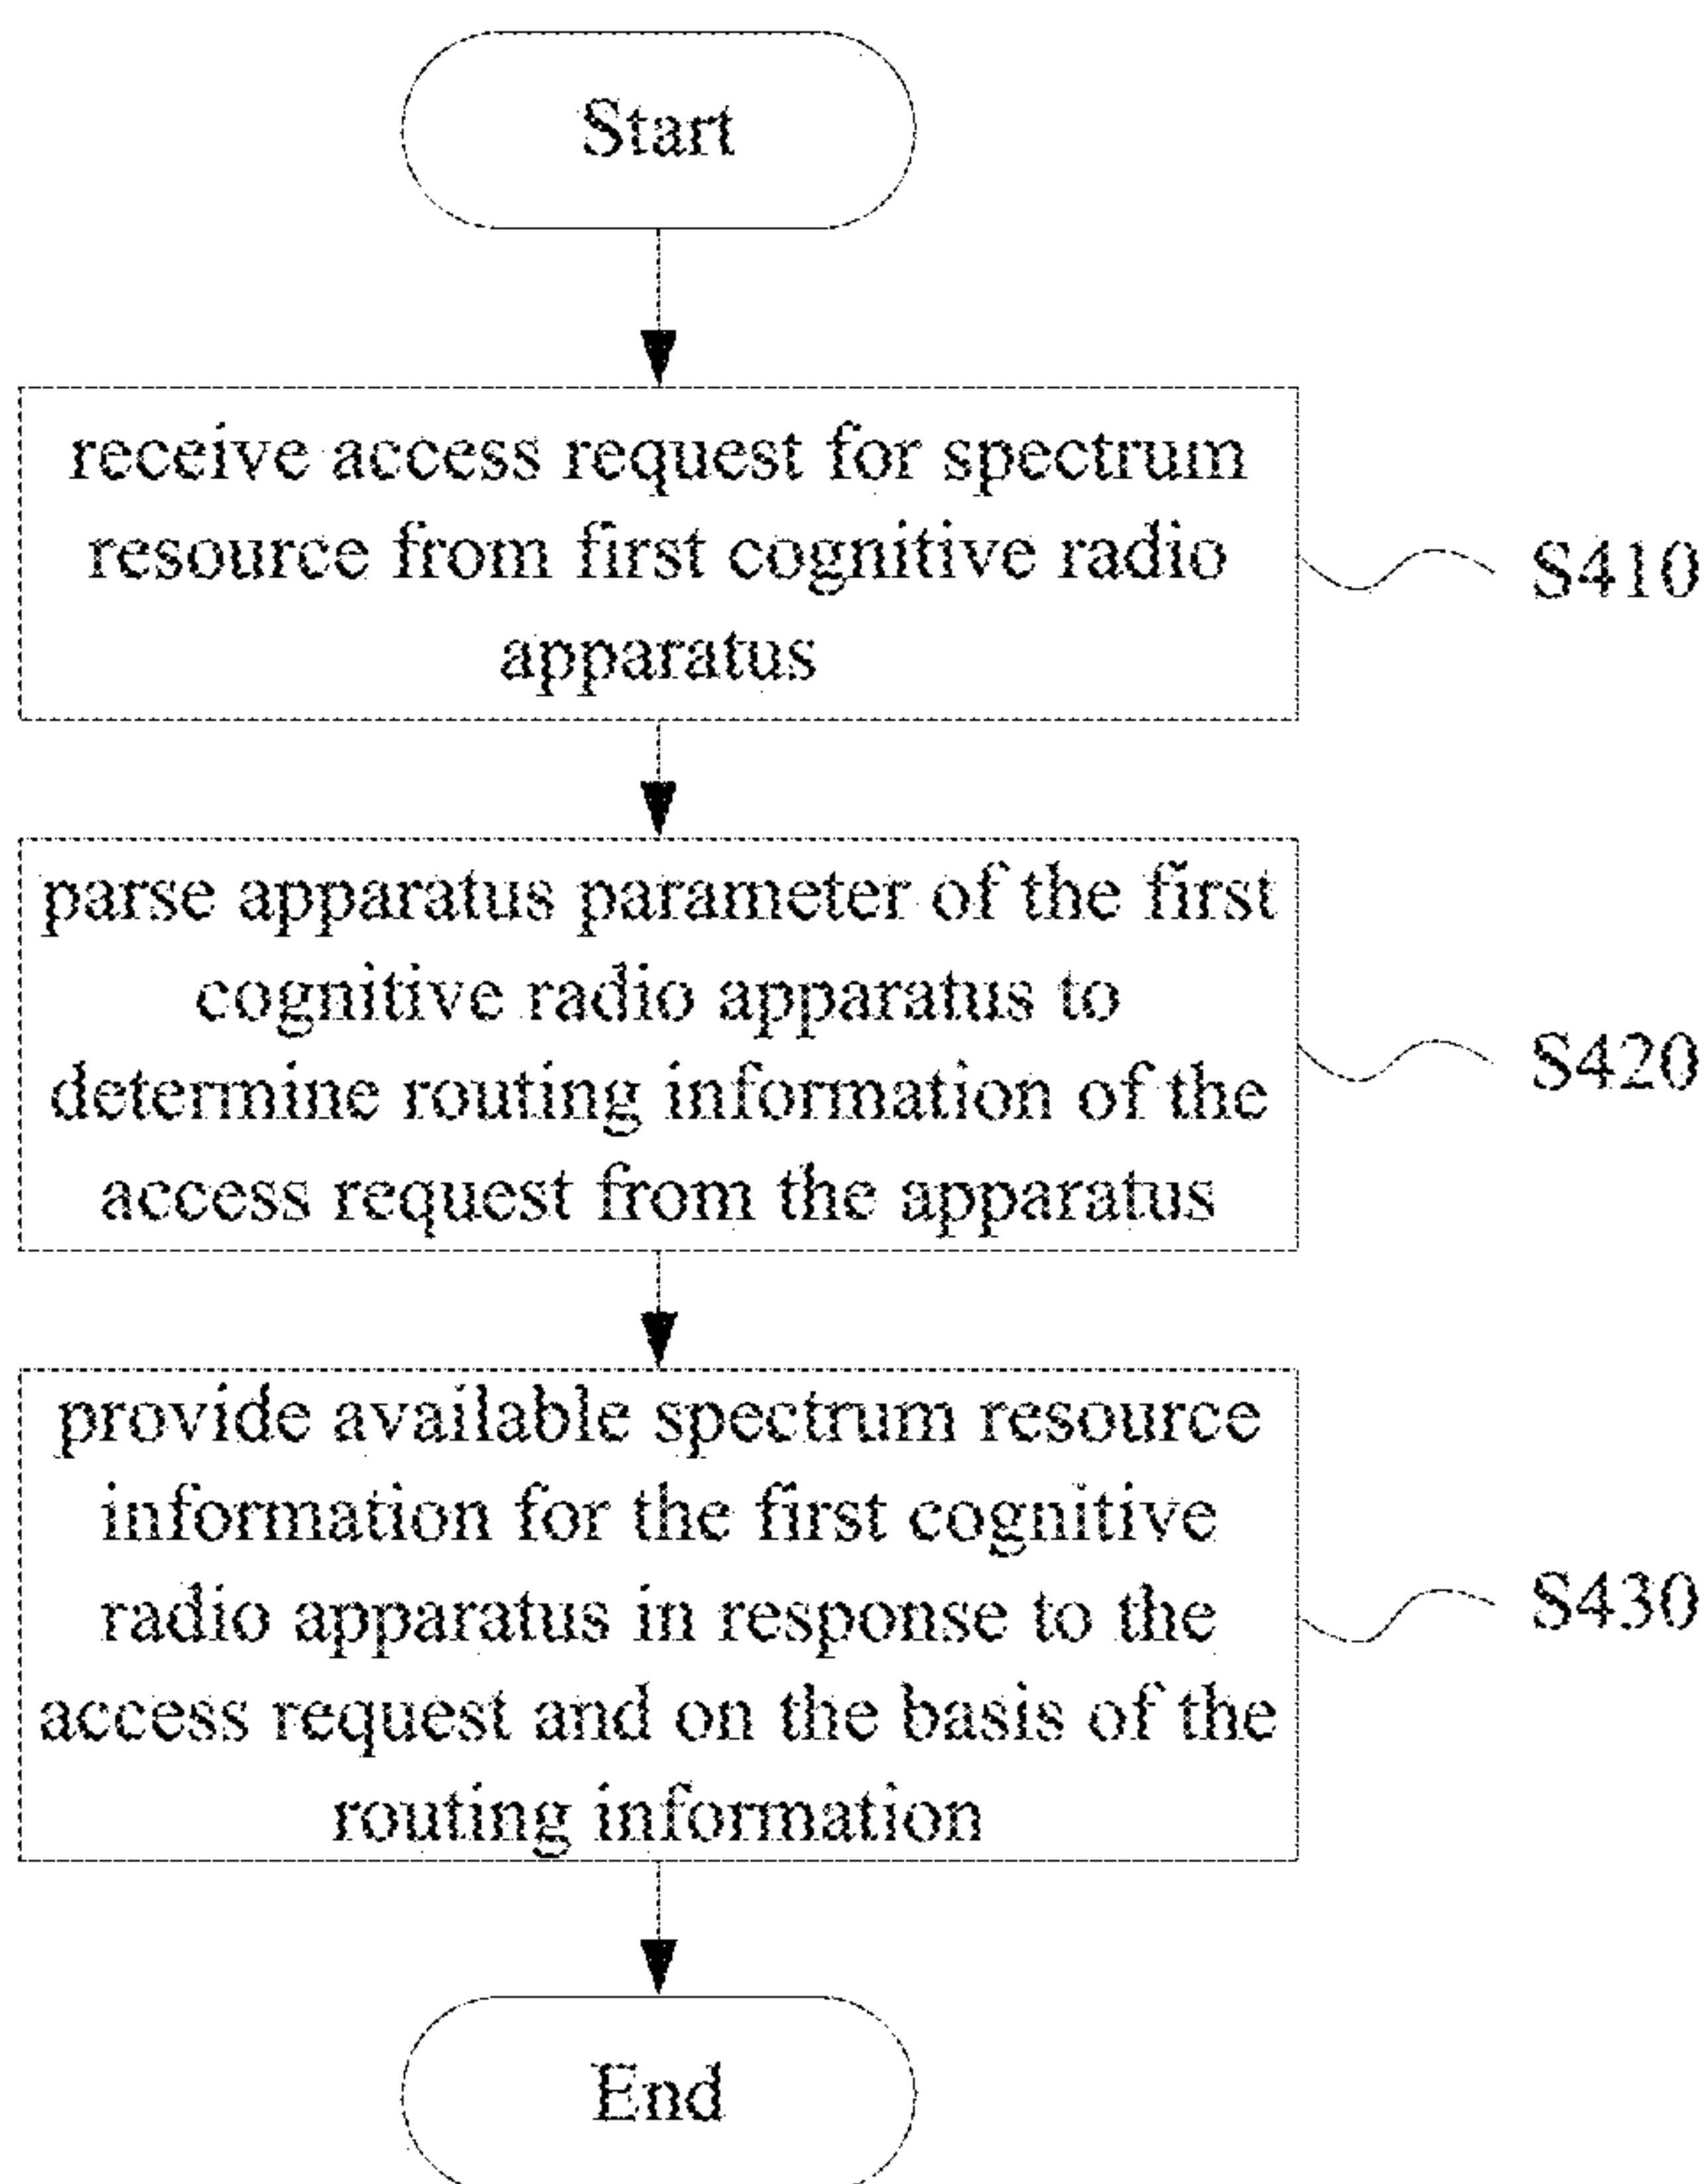 Start
receive access request for spectrum
resource from first cognitive radio
apparatus
S410
parse apparatus parameter of the first
cognitive radio apparatus to
determine routing information of the
access request from the apparatus
S420
provide available spectrum resource
information for the first cognitive
radio apparatus in response to the
access request and on the basis of the
routing information
S430
End